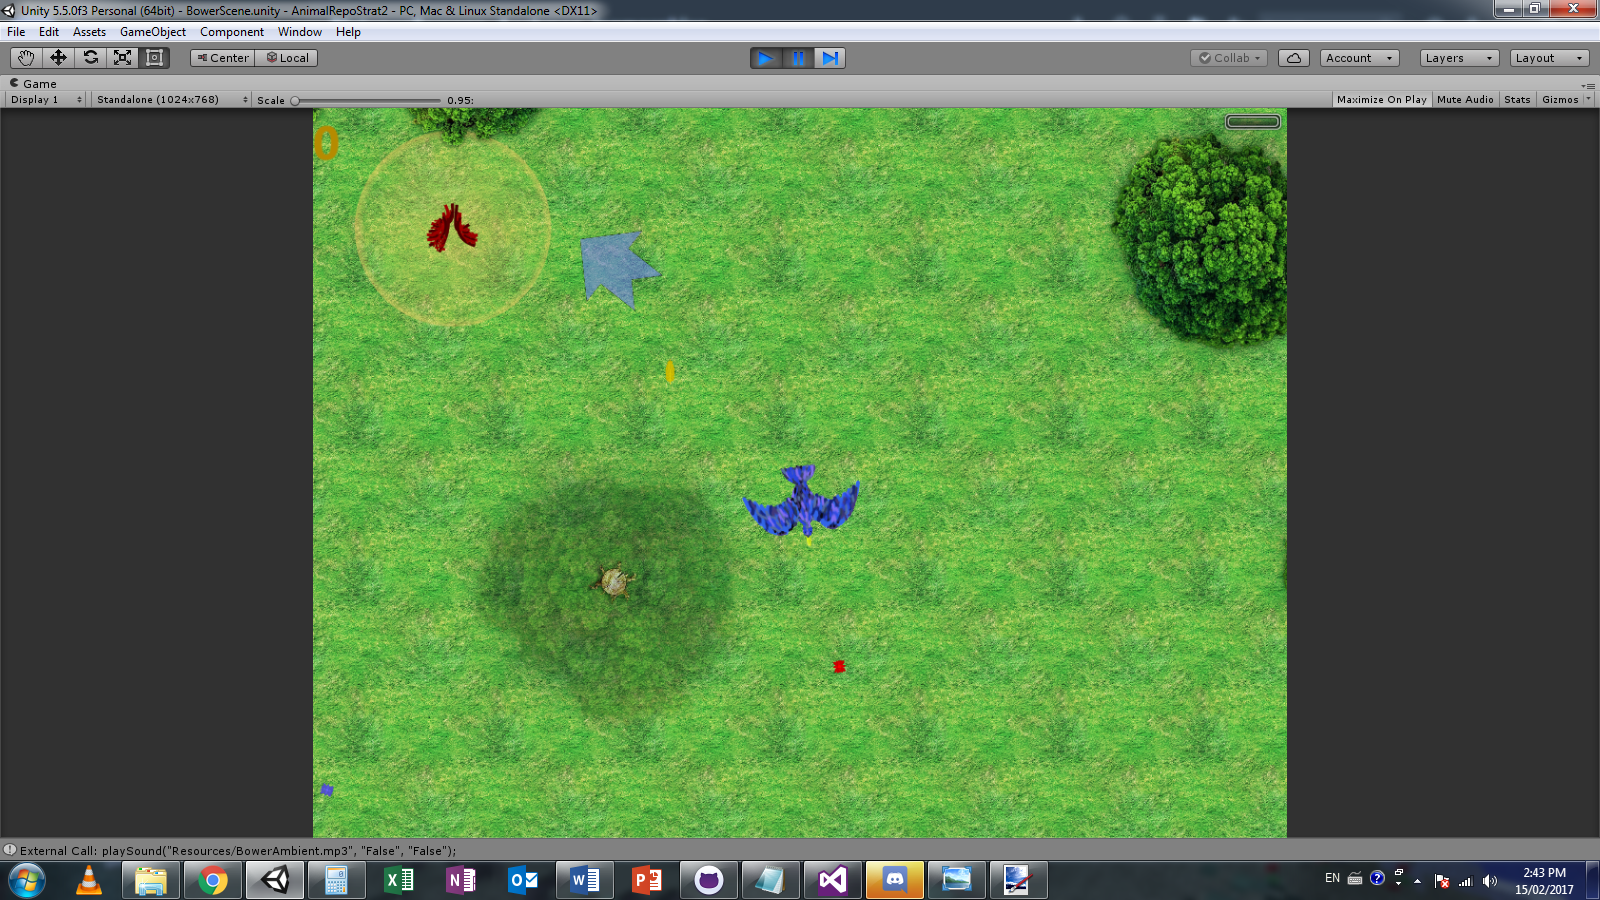 Unity 5.5.0f3 Personal (64bit) - BowerScene.unity - AnimalRepoStrat2 - PC, Mac & Linux Standalone <DX11>
File Edit Assets GameObject Component Window Help
Center Local Collab Account Layers Layout
Game
Display 1 Standalone (1024x768) Scale 0.95: Maximize On Play Mute Audio Stats Gizmos
0
External Call: playSound("Resources/BowerAmbient.mp3", "False", "False");
EN 2:43 PM
15/02/2017